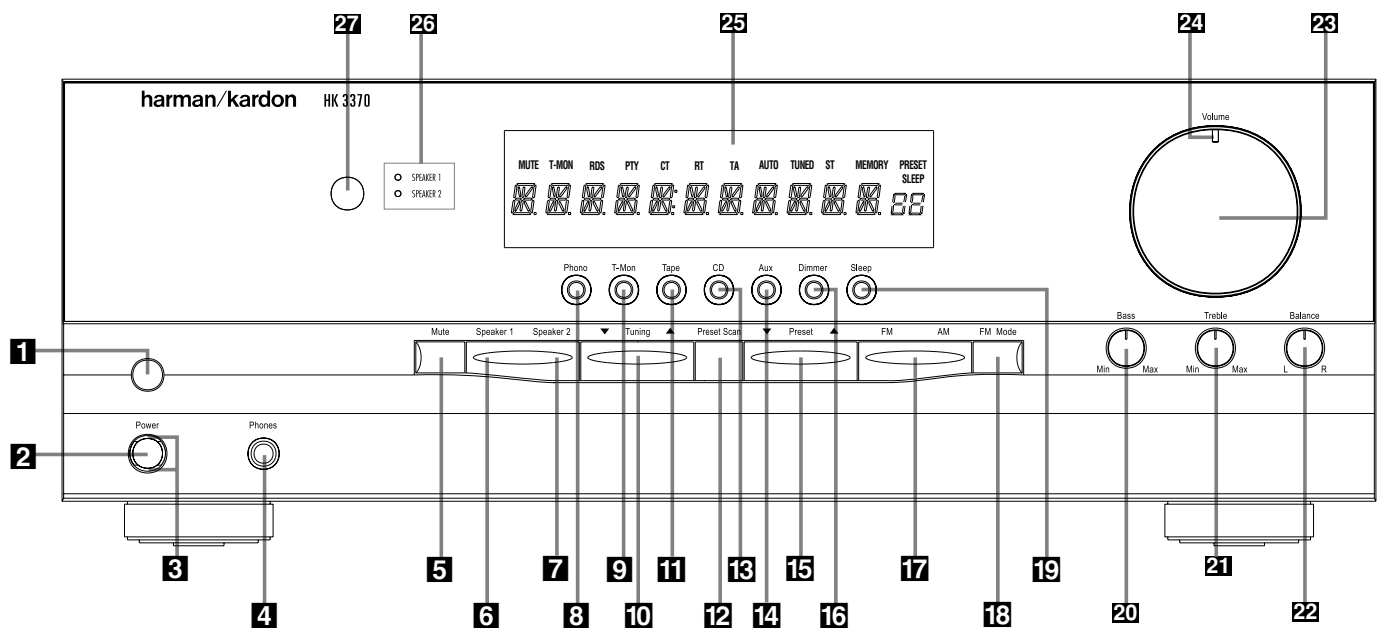 27 26 25 24 23
Volume
harman/kardon HK 3370
SPEAKER 1
SPEAKER 2
MUTE T-MON RDS PTY CT RT TA AUTO TUNED ST MEMORY PRESET
SLEEP
Phono T-Mon Tape CD Aux Dimmer Sleep
Mute Speaker 1 Speaker 2 ▼ Tuning ▲ Preset Scan ▼ Preset ▲ FM AM FM Mode
Bass Treble Balance
Min Max Min Max L R
1
Power Phones
2
3
4
5 7 9 11 13 15 17 19 21
6 8 10 12 14 16 18 20 22